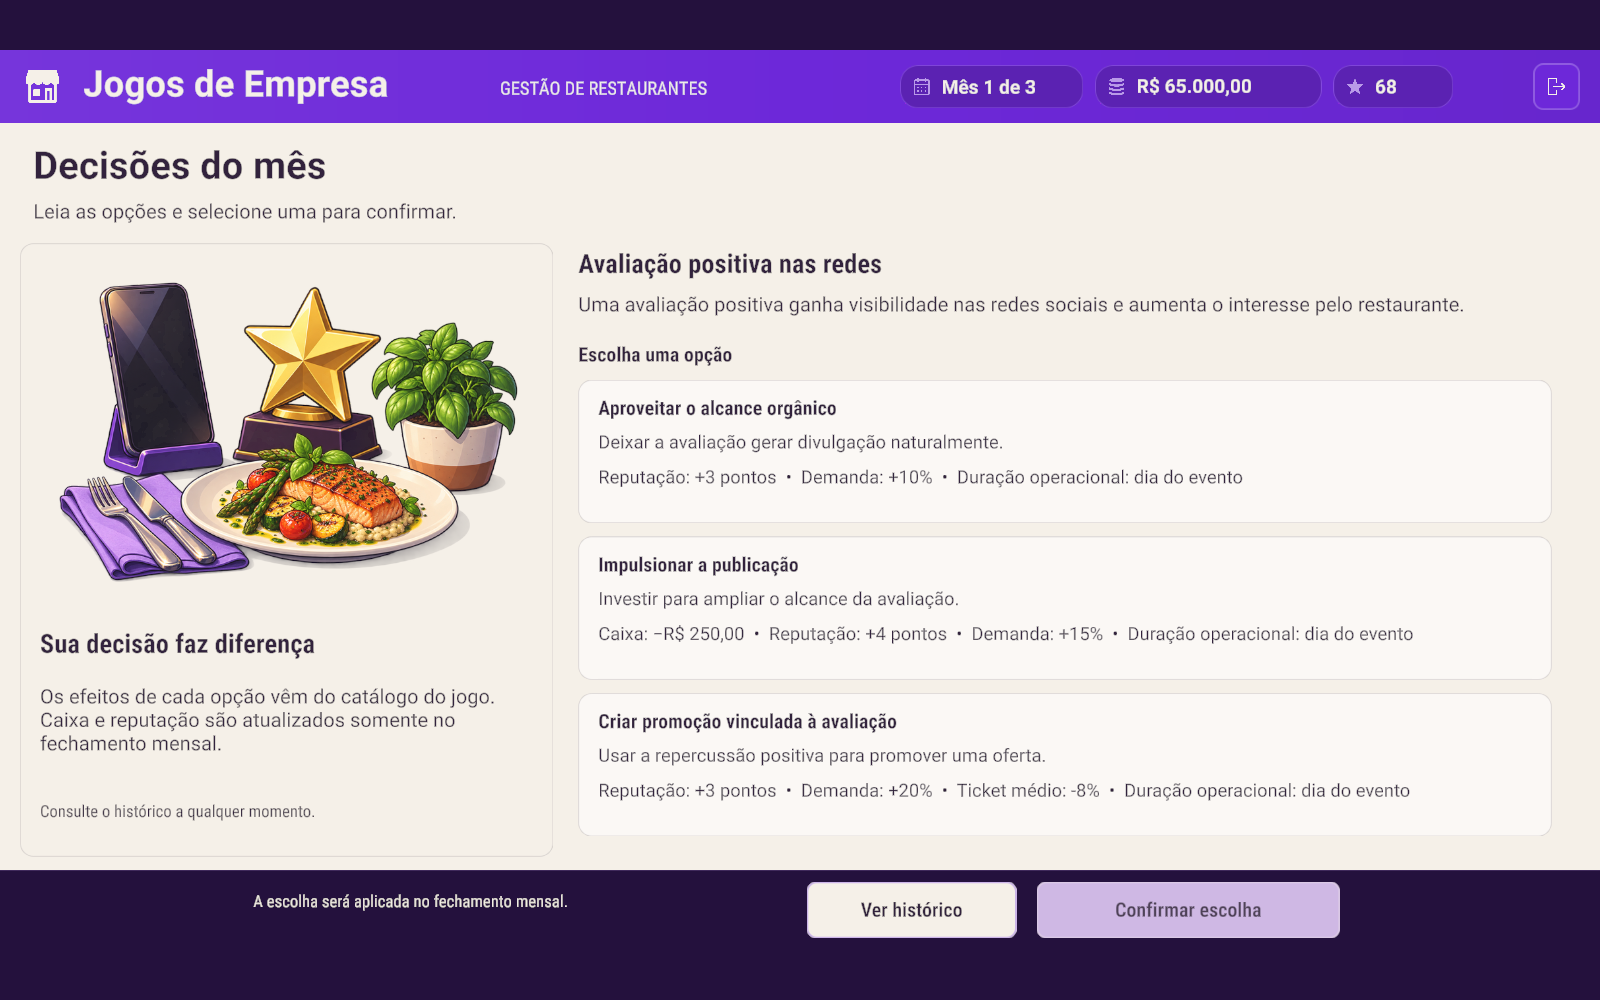 Jogos de Empresa
GESTÃO DE RESTAURANTES
Mês 1 de 3
R$ 65.000,00
68
Decisões do mês
Leia as opções e selecione uma para confirmar.
Sua decisão faz diferença
Os efeitos de cada opção vêm do catálogo do jogo.
Caixa e reputação são atualizados somente no
fechamento mensal.
Consulte o histórico a qualquer momento.
Avaliação positiva nas redes
Uma avaliação positiva ganha visibilidade nas redes sociais e aumenta o interesse pelo restaurante.
Escolha uma opção
Aproveitar o alcance orgânico
Deixar a avaliação gerar divulgação naturalmente.
Reputação: +3 pontos • Demanda: +10% • Duração operacional: dia do evento
Impulsionar a publicação
Investir para ampliar o alcance da avaliação.
Caixa: −R$ 250,00 • Reputação: +4 pontos • Demanda: +15% • Duração operacional: dia do evento
Criar promoção vinculada à avaliação
Usar a repercussão positiva para promover uma oferta.
Reputação: +3 pontos • Demanda: +20% • Ticket médio: -8% • Duração operacional: dia do evento
A escolha será aplicada no fechamento mensal.
Ver histórico
Confirmar escolha